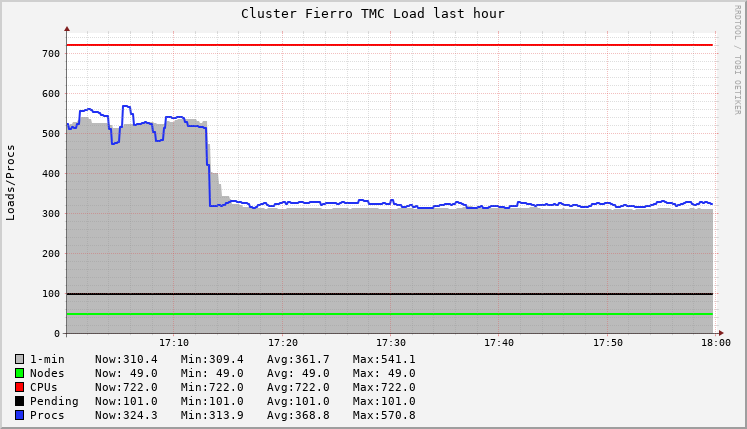 Cluster Fierro TMC Load last hour
RRDTOOL / TOBI OETIKER
Loads/Procs
700
600
500
400
300
200
100
0
17:10 17:20 17:30 17:40 17:50 18:00
1-min Now:310.4 Min:309.4 Avg:361.7 Max:541.1
Nodes Now: 49.0 Min: 49.0 Avg: 49.0 Max: 49.0
CPUs Now:722.0 Min:722.0 Avg:722.0 Max:722.0
Pending Now:101.0 Min:101.0 Avg:101.0 Max:101.0
Procs Now:324.3 Min:313.9 Avg:368.8 Max:570.8